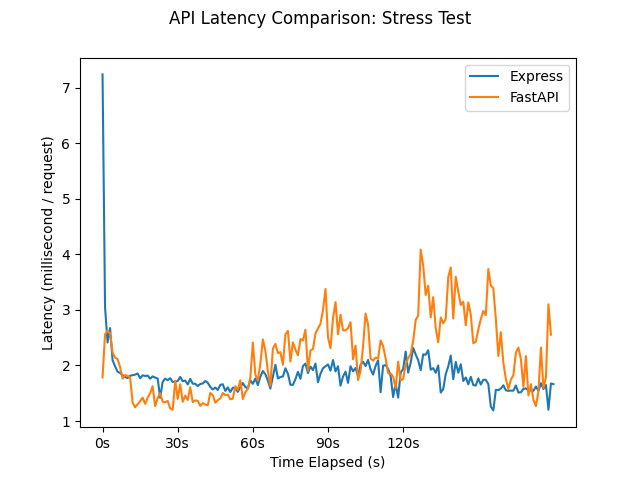 API Latency Comparison: Stress Test
Express
FastAPI
7
6
5
4
3
2
1
Latency (millisecond / request)
0s 30s 60s 90s 120s
Time Elapsed (s)